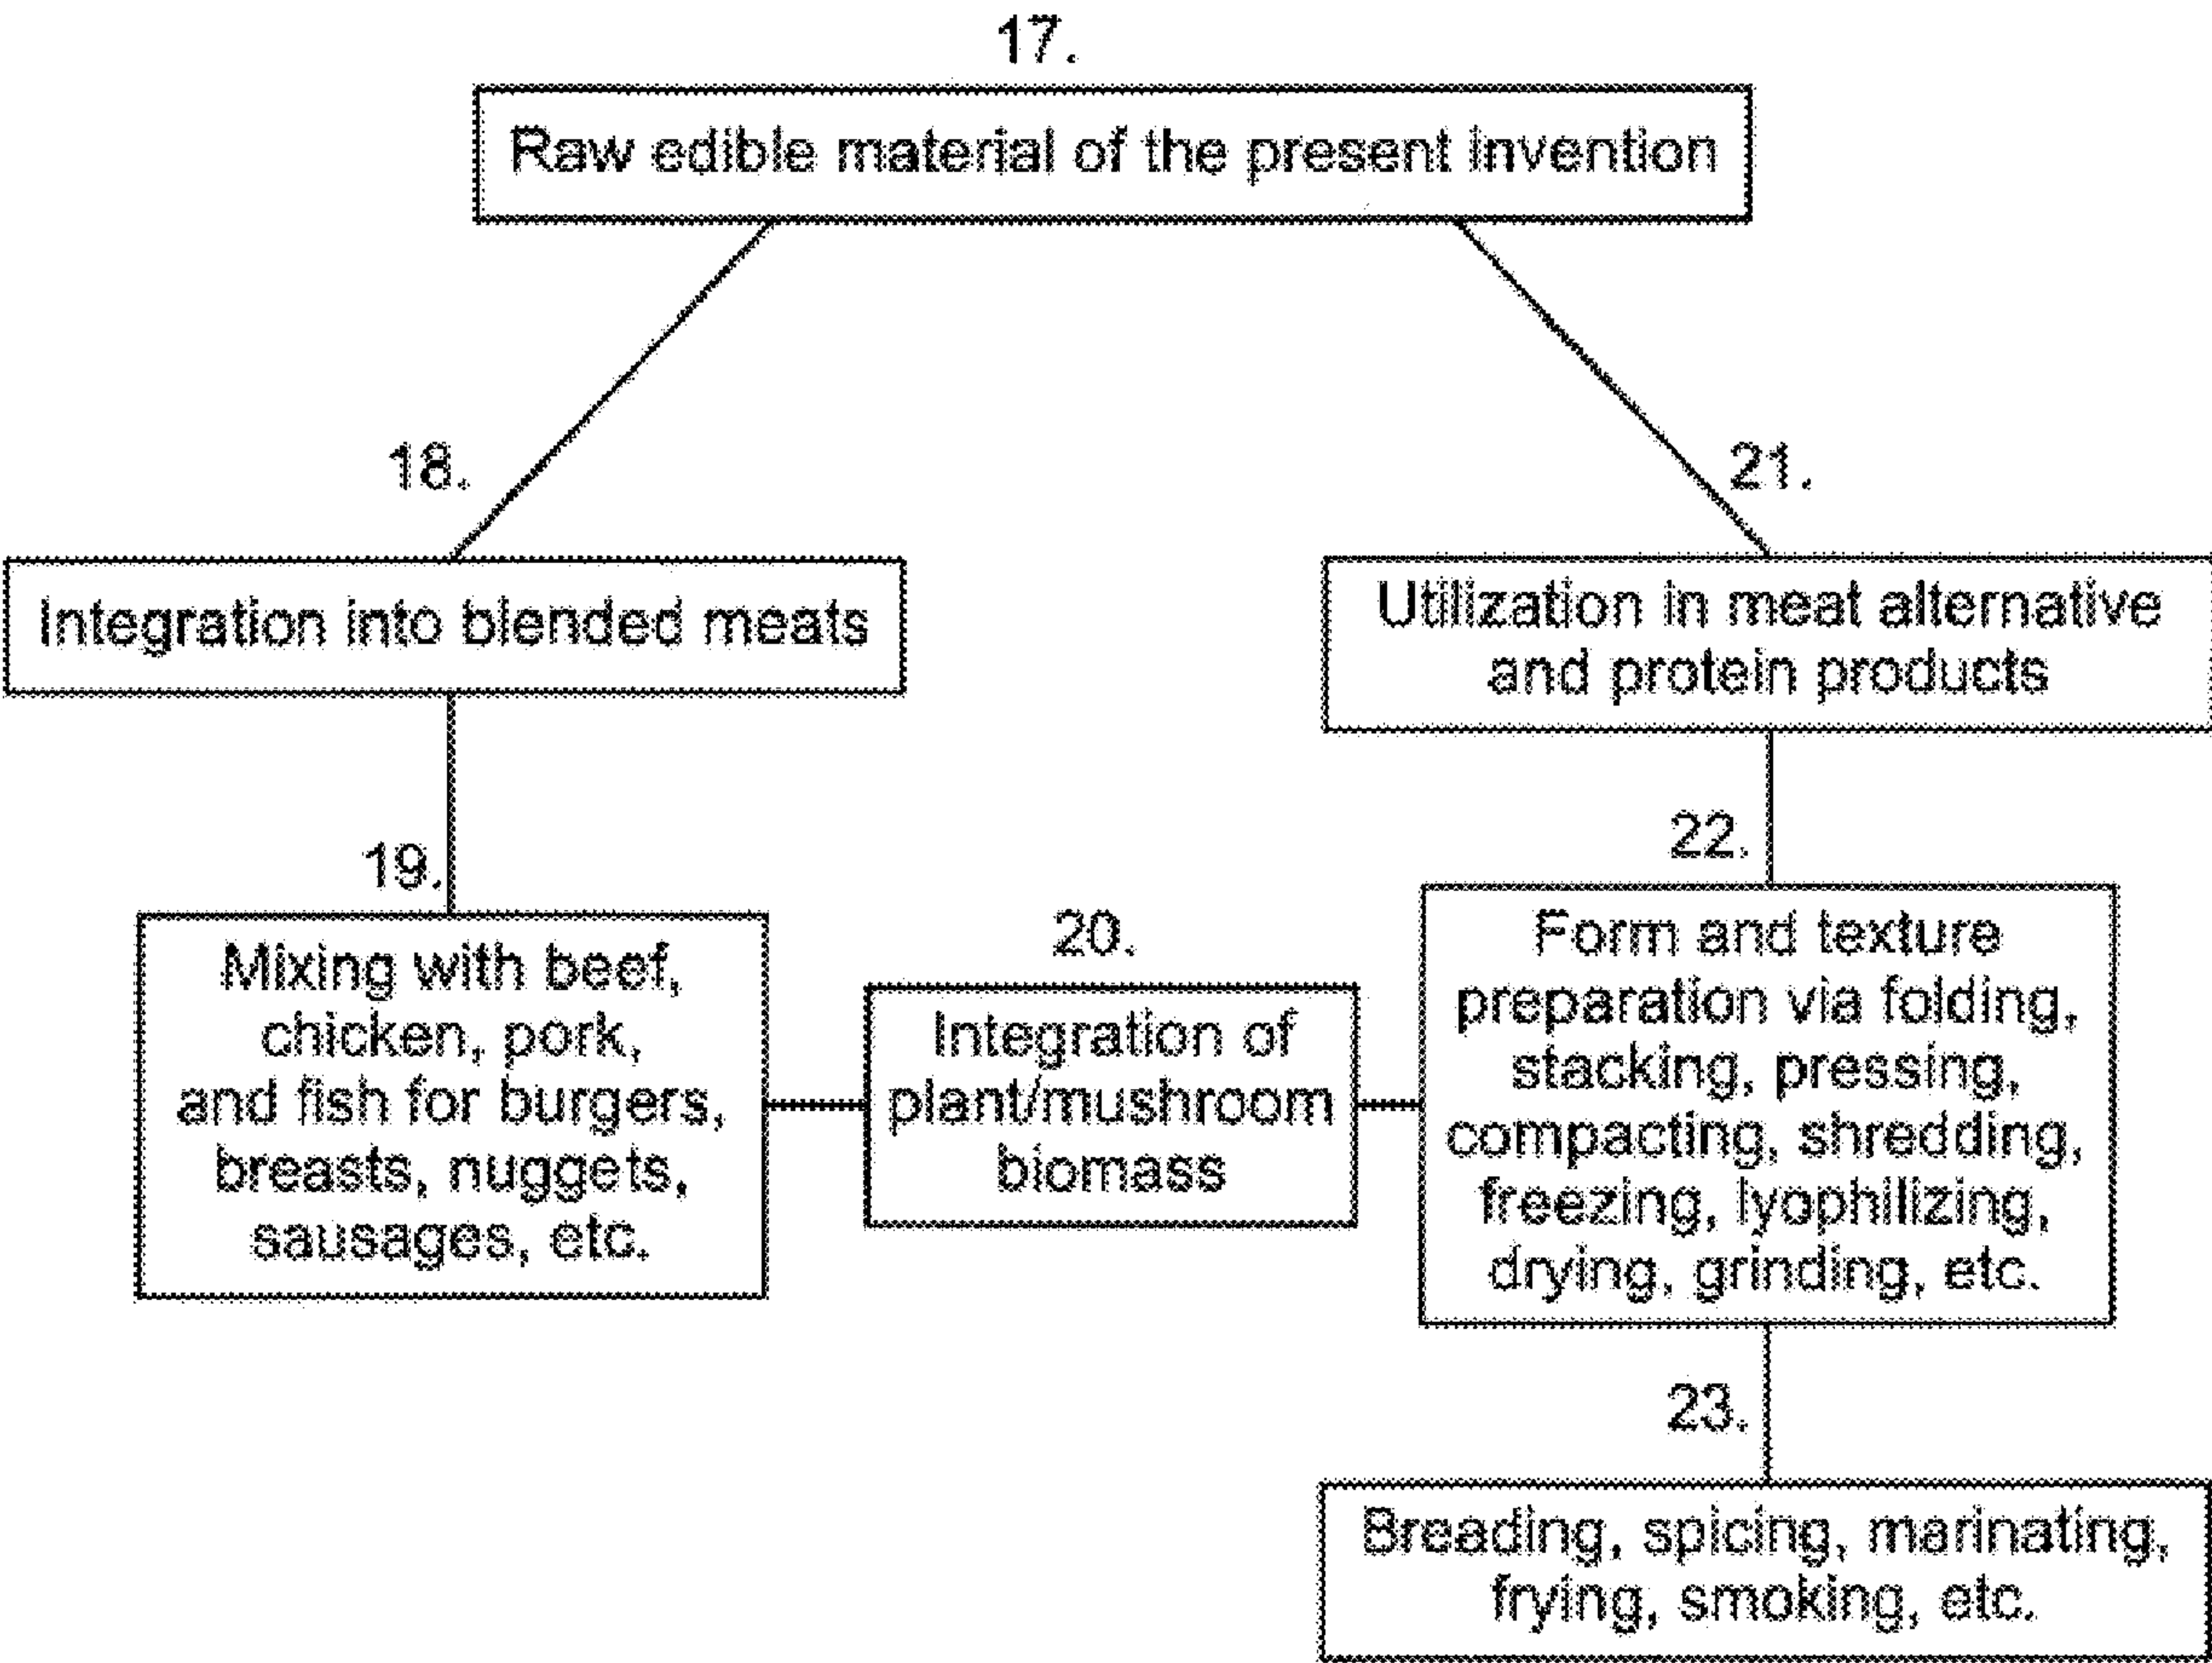 17.
Raw edible material of the present invention
18.
Integration into blended meats
21.
Utilization in meat alternative
and protein products
19.
Mixing with beef,
chicken, pork,
and fish for burgers,
breasts, nuggets,
sausages, etc.
20.
Integration of
plant/mushroom
biomass
22.
Form and texture
preparation via folding,
stacking, pressing,
compacting, shredding,
freezing, lyophilizing,
drying, grinding, etc.
23.
Breading, spicing, marinating,
frying, smoking, etc.